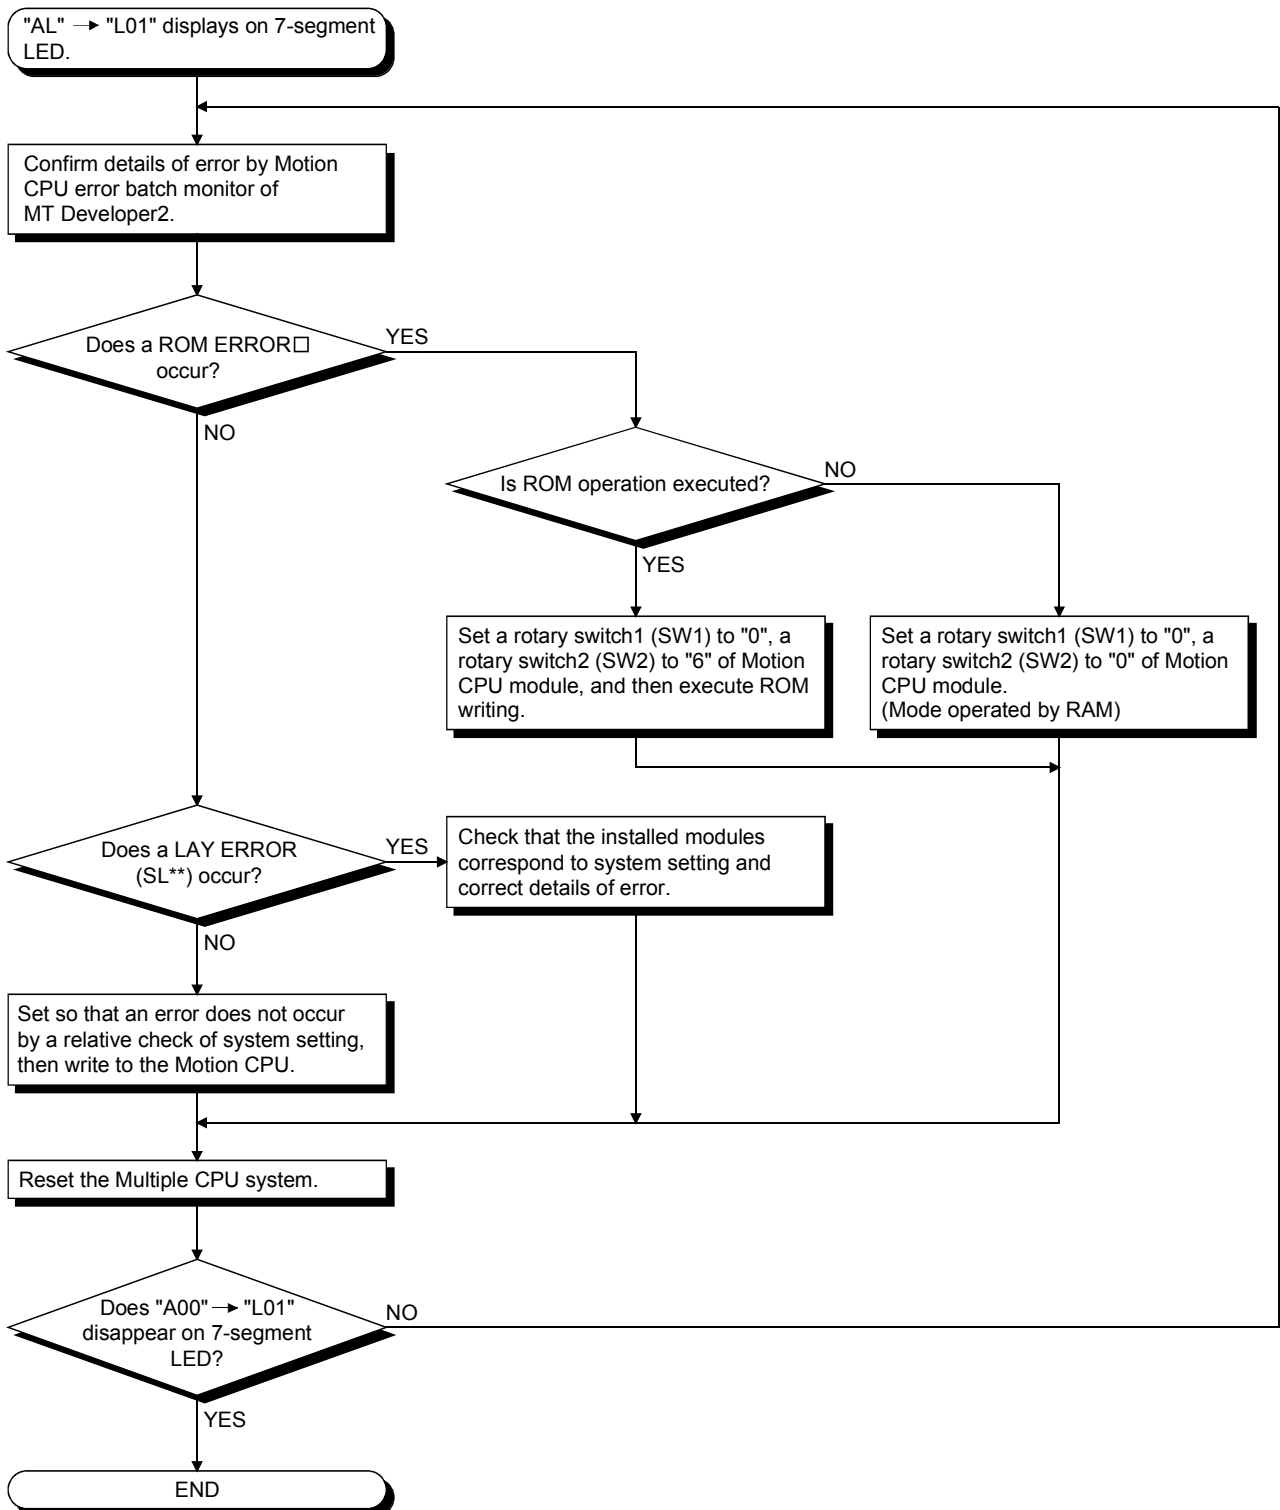 "AL" → "L01" displays on 7-segment
LED.
Confirm details of error by Motion
CPU error batch monitor of
MT Developer2.
Does a ROM ERROR□
occur?
YES
NO
Is ROM operation executed?
NO
YES
Set a rotary switch1 (SW1) to "0", a
rotary switch2 (SW2) to "6" of Motion
CPU module, and then execute ROM
writing.
Set a rotary switch1 (SW1) to "0", a
rotary switch2 (SW2) to "0" of Motion
CPU module.
(Mode operated by RAM)
Does a LAY ERROR
(SL**) occur?
YES
NO
Check that the installed modules
correspond to system setting and
correct details of error.
Set so that an error does not occur
by a relative check of system setting,
then write to the Motion CPU.
Reset the Multiple CPU system.
Does "A00" → "L01"
disappear on 7-segment
LED?
NO
YES
END